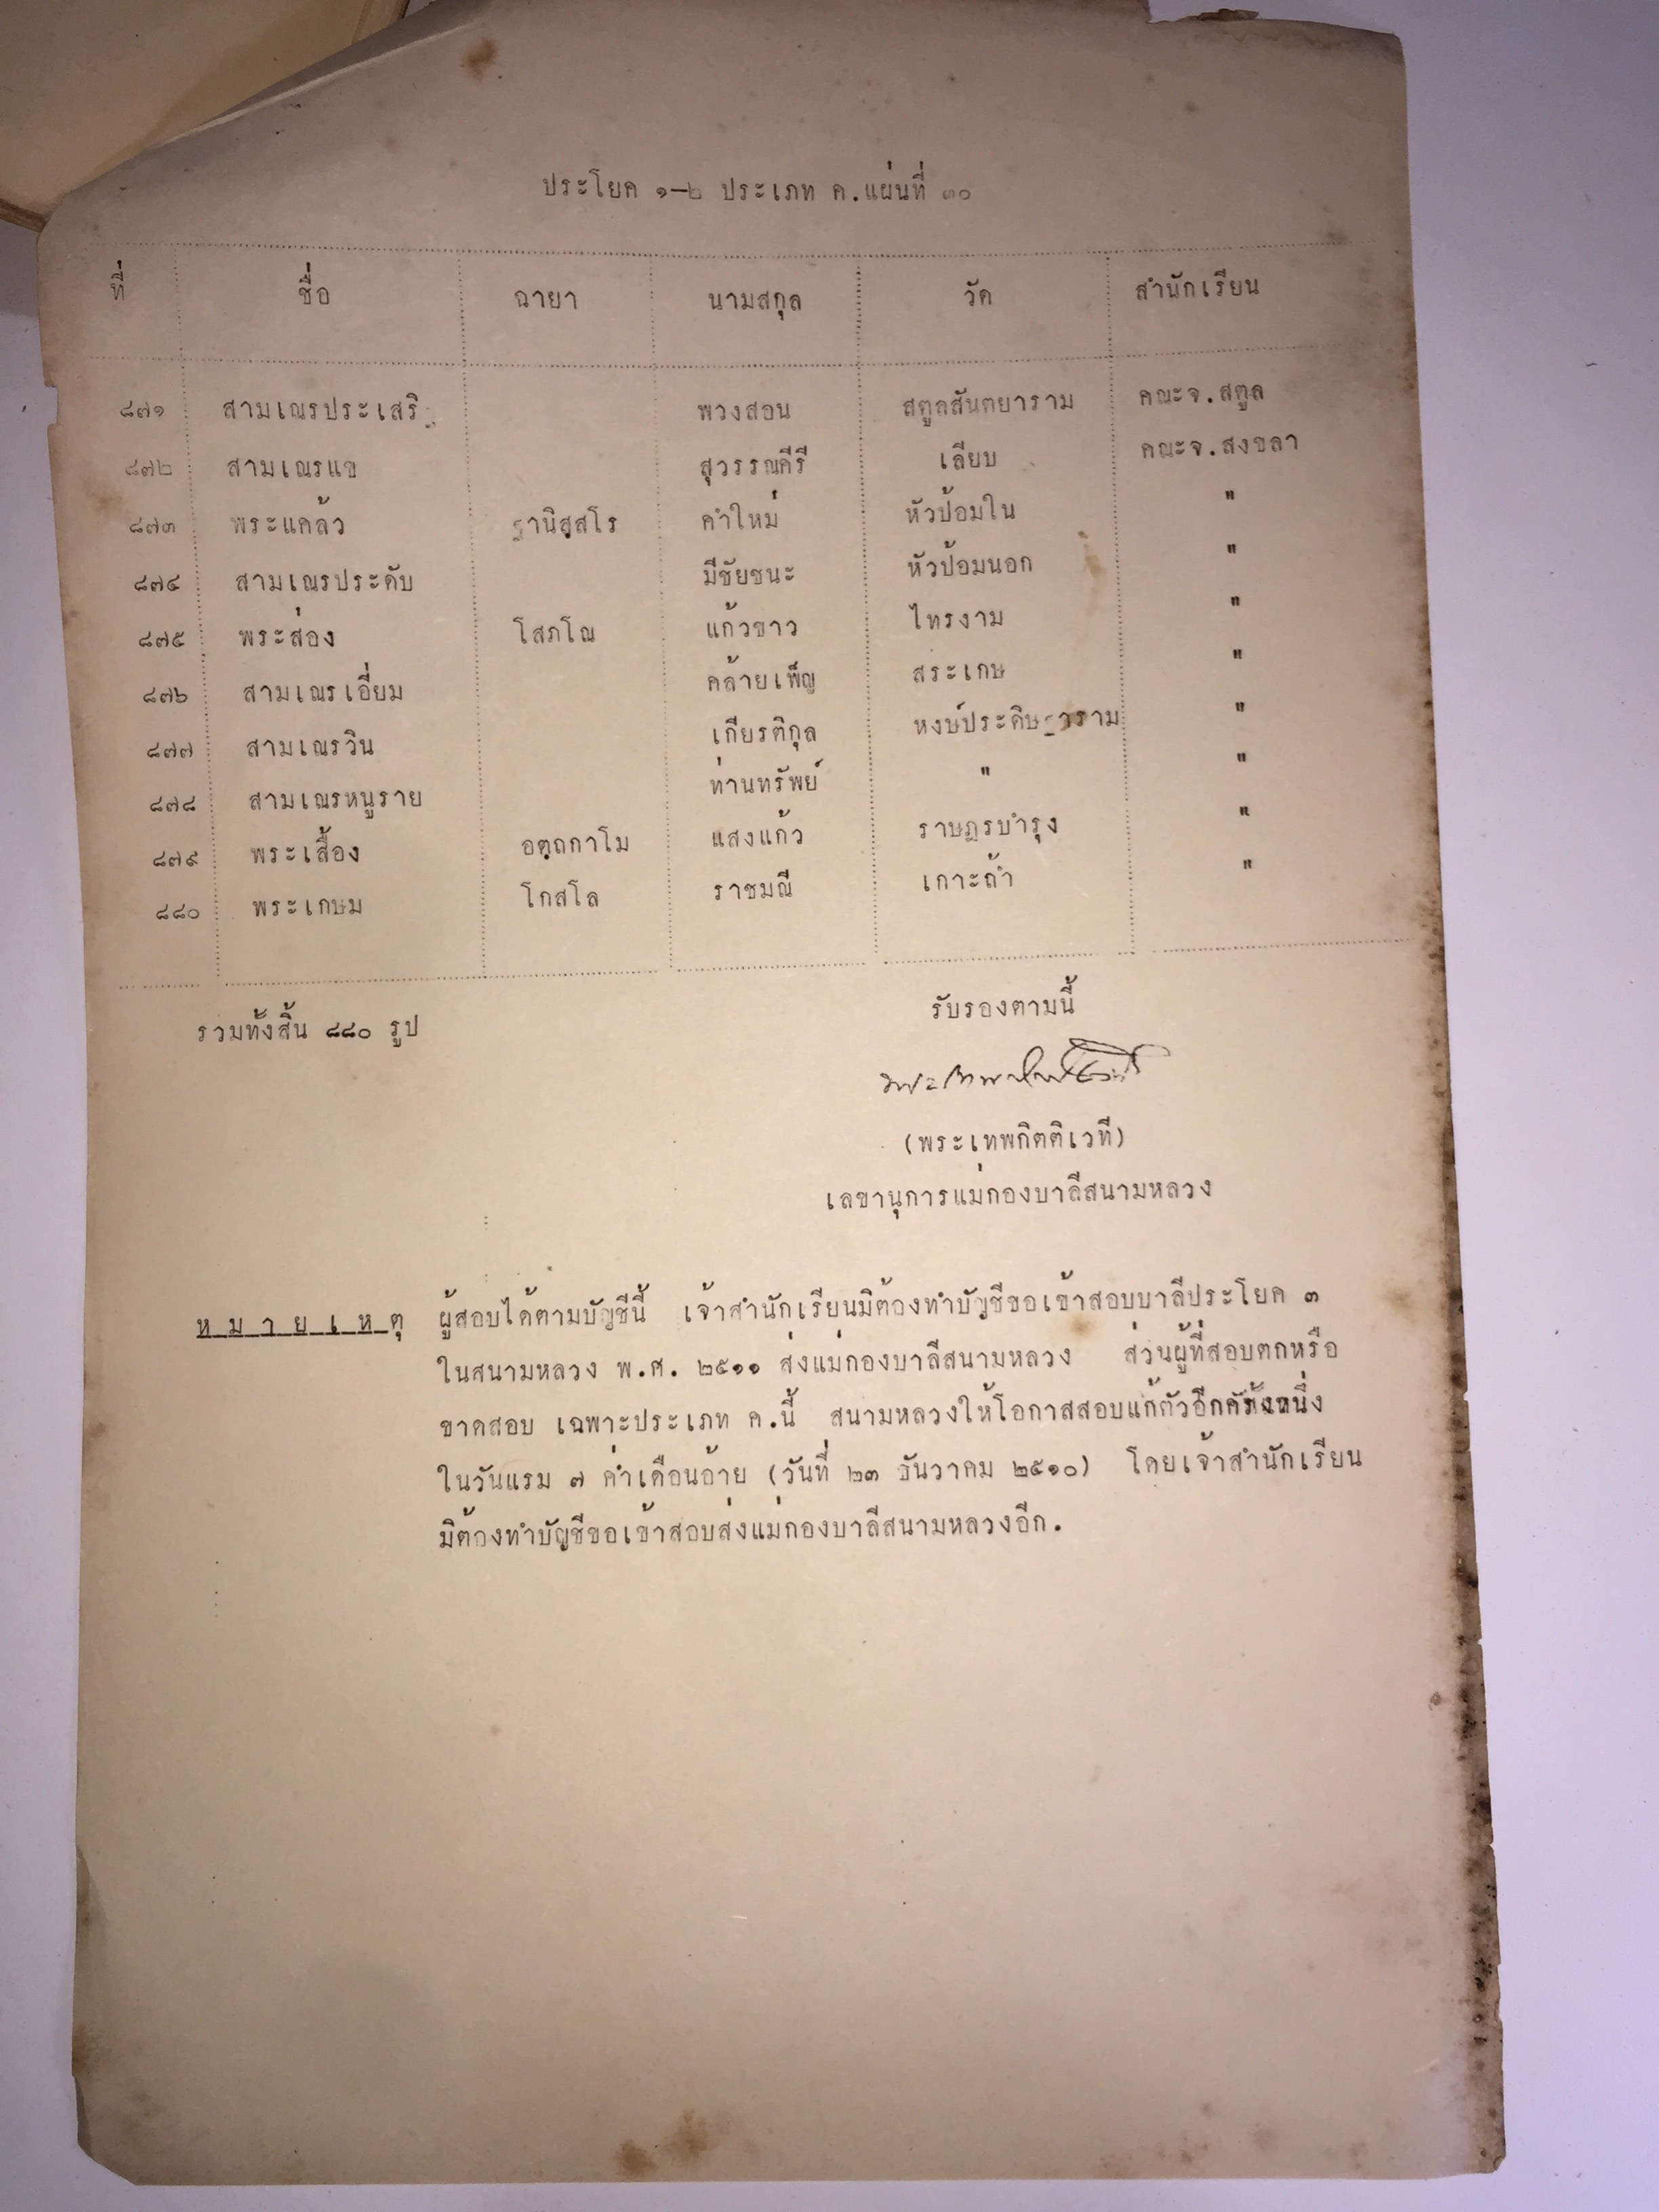 ประโยค ๑-๒ ประเภท ค.แผ่นที่ ๓๐
ที่ ชื่อ ฉายา นามสกุล วัด สำนักเรียน
๘๗๑ สามเณรประเสริ พวงสอน สตูลสันตยาราม คณะจ.สตูล
๘๗๒ สามเณรแข สุวรรณคีรี เลียบ คณะจ.สงขลา
๘๗๓ พระแคล้ว ฐานิสฺสโร คำใหม่ หัวป้อมใน "
๘๗๔ สามเณรประดับ มีชัยชนะ หัวป้อมนอก "
๘๗๕ พระส่อง โสภโณ แก้วขาว ไทรงาม "
๘๗๖ สามเณรเอี่ยม คล้ายเพ็ญ สระเกษ "
๘๗๗ สามเณรวิน เกียรติกุล หงษ์ประดิษฐาราม "
๘๗๘ สามเณรหนูราย ท่านทรัพย์ " "
๘๗๙ พระเสื้อง อตฺถกาโม แสงแก้ว ราษฎรบำรุง "
๘๘๐ พระเกษม โกสโล ราชมณี เกาะถ้ำ "
รวมทั้งสิ้น ๘๘๐ รูป
รับรองตามนี้
(พระเทพกิตติเวที)
เลขานุการแม่กองบาลีสนามหลวง
หมายเหตุ ผู้สอบได้ตามบัญชีนี้ เจ้าสำนักเรียนมิต้องทำบัญชีขอเข้าสอบบาลีประโยค ๓
ในสนามหลวง พ.ศ. ๒๕๑๑ ส่งแม่กองบาลีสนามหลวง ส่วนผู้ที่สอบตกหรือ
ขาดสอบ เฉพาะประเภท ค.นี้ สนามหลวงให้โอกาสสอบแก้ตัวอีกครั้งหนึ่ง
ในวันแรม ๗ ค่ำเดือนอ้าย (วันที่ ๒๓ ธันวาคม ๒๕๑๐) โดยเจ้าสำนักเรียน
มิต้องทำบัญชีขอเข้าสอบส่งแม่กองบาลีสนามหลวงอีก.